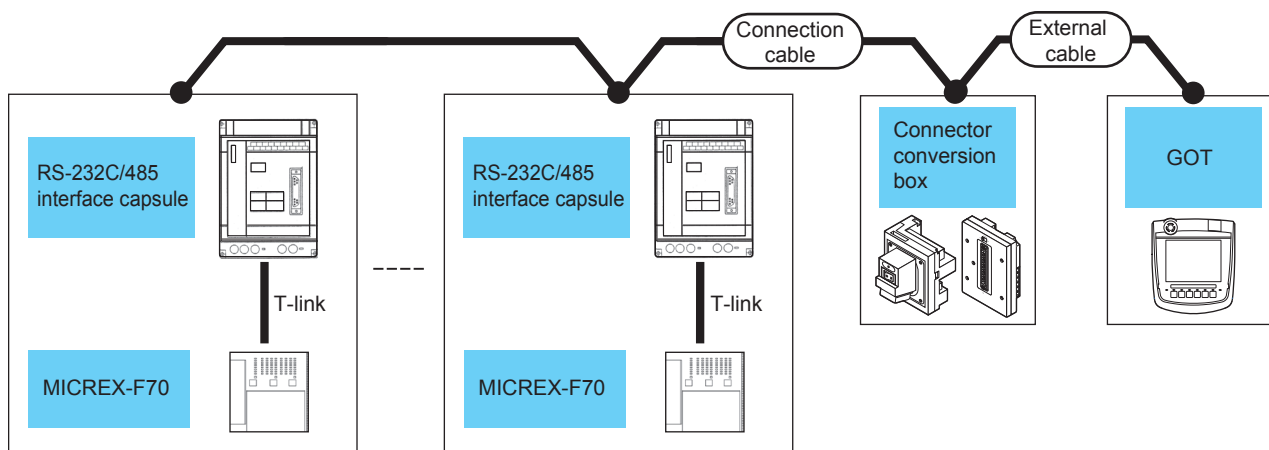 Connection
cable
External
cable
RS-232C/485
interface capsule
T-link
MICREX-F70
RS-232C/485
interface capsule
T-link
MICREX-F70
Connector
conversion
box
GOT